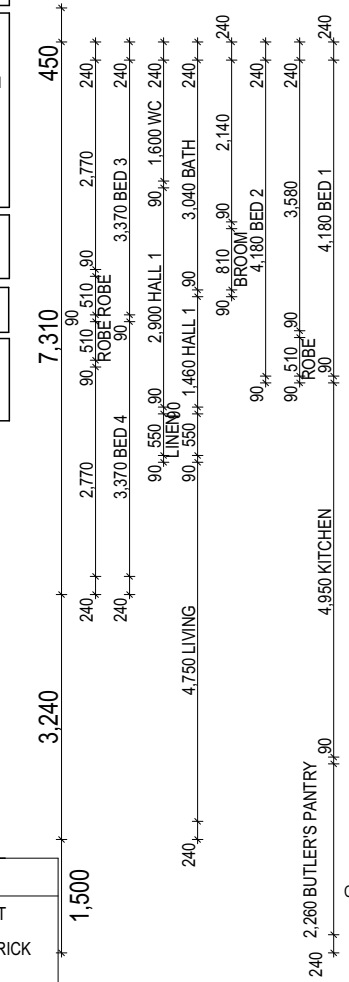 T
RICK
1,500 3,240 7,310 450
240 2,770 90 510 90 510 90 2,770 240
ROBE ROBE
240 3,370 BED 4 90 3,370 BED 3 240
90 550 90 2,900 HALL 1 90 1,600 WC 240
LINEN
240 4,750 LIVING 90 550 90 1,460 HALL 1 90 3,040 BATH 240
90 810 90 2,140 240
BROOM
90 4,180 BED 2 240
90 510 90 3,580 240
ROBE
240 2,260 BUTLER'S PANTRY 90 4,950 KITCHEN 90 4,180 BED 1 240